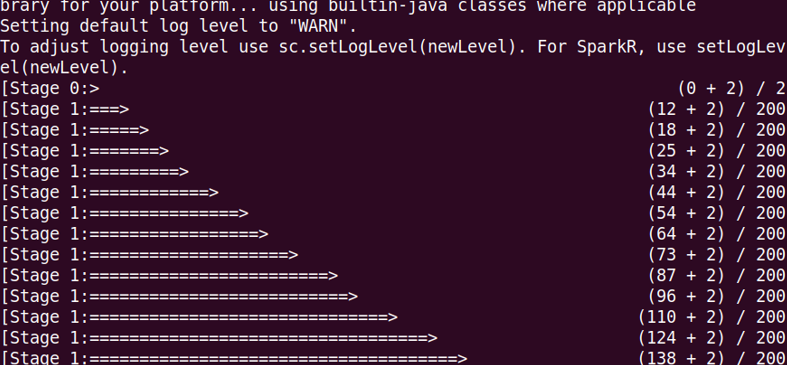 brary for your platform... using builtin-java classes where applicable
Setting default log level to "WARN".
To adjust logging level use sc.setLogLevel(newLevel). For SparkR, use setLogLev
el(newLevel).
[Stage 0:>                                                          (0 + 2) / 2
[Stage 1:===>                                                    (12 + 2) / 200
[Stage 1:=====>                                                  (18 + 2) / 200
[Stage 1:=======>                                                (25 + 2) / 200
[Stage 1:=========>                                              (34 + 2) / 200
[Stage 1:============>                                           (44 + 2) / 200
[Stage 1:===============>                                        (54 + 2) / 200
[Stage 1:=================>                                      (64 + 2) / 200
[Stage 1:====================>                                   (73 + 2) / 200
[Stage 1:========================>                               (87 + 2) / 200
[Stage 1:==========================>                             (96 + 2) / 200
[Stage 1:==============================>                        (110 + 2) / 200
[Stage 1:==================================>                    (124 + 2) / 200
[Stage 1:=====================================>                 (138 + 2) / 200